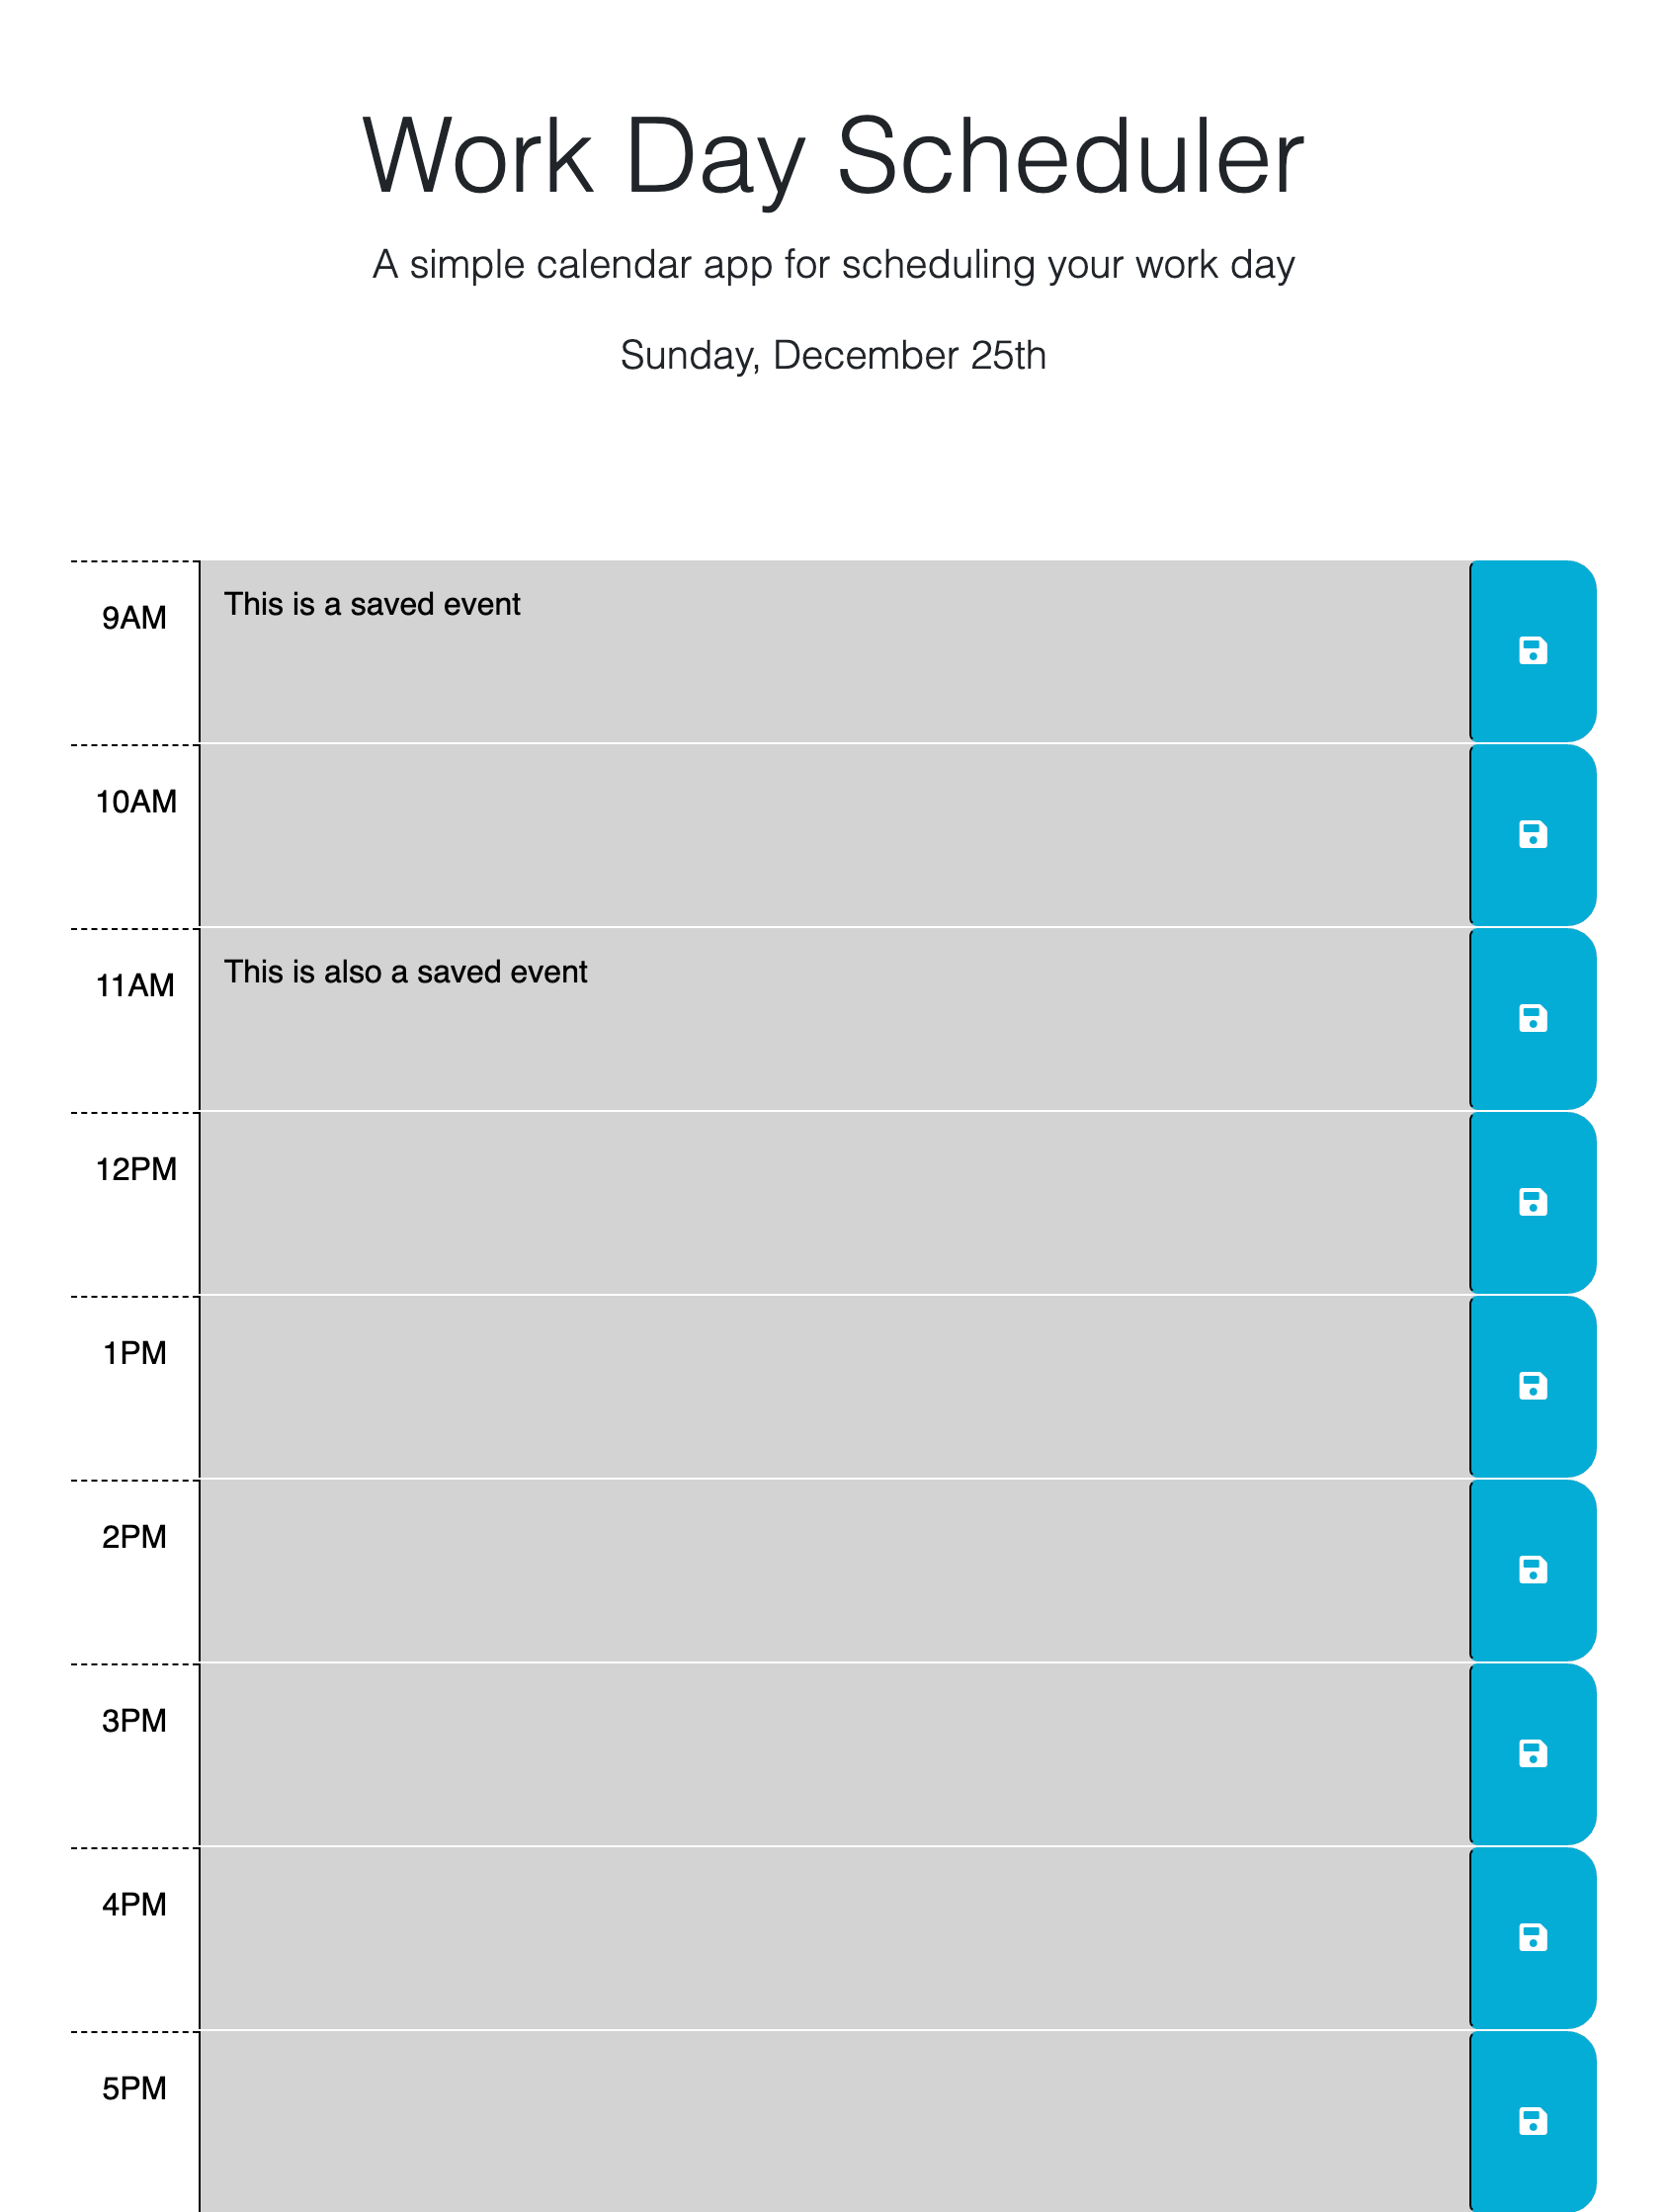 Work Day Scheduler
A simple calendar app for scheduling your work day
Sunday, December 25th
9AM
This is a saved event
10AM
11AM
This is also a saved event
12PM
1PM
2PM
3PM
4PM
5PM